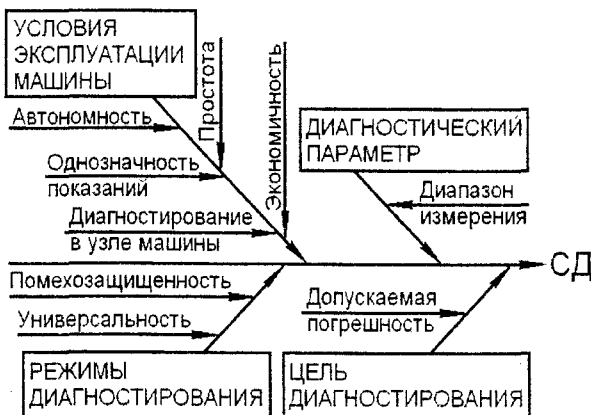 УСЛОВИЯ
ЭКСПЛУАТАЦИИ
МАШИНЫ
Простота
Экономичность
Автономность
Однозначность
показаний
Диагностирование
в узле машины
ДИАГНОСТИЧЕСКИЙ
ПАРАМЕТР
Диапазон
измерения
СД
Помехозащищенность
Универсальность
Допускаемая
погрешность
РЕЖИМЫ
ДИАГНОСТИРОВАНИЯ
ЦЕЛЬ
ДИАГНОСТИРОВАНИЯ